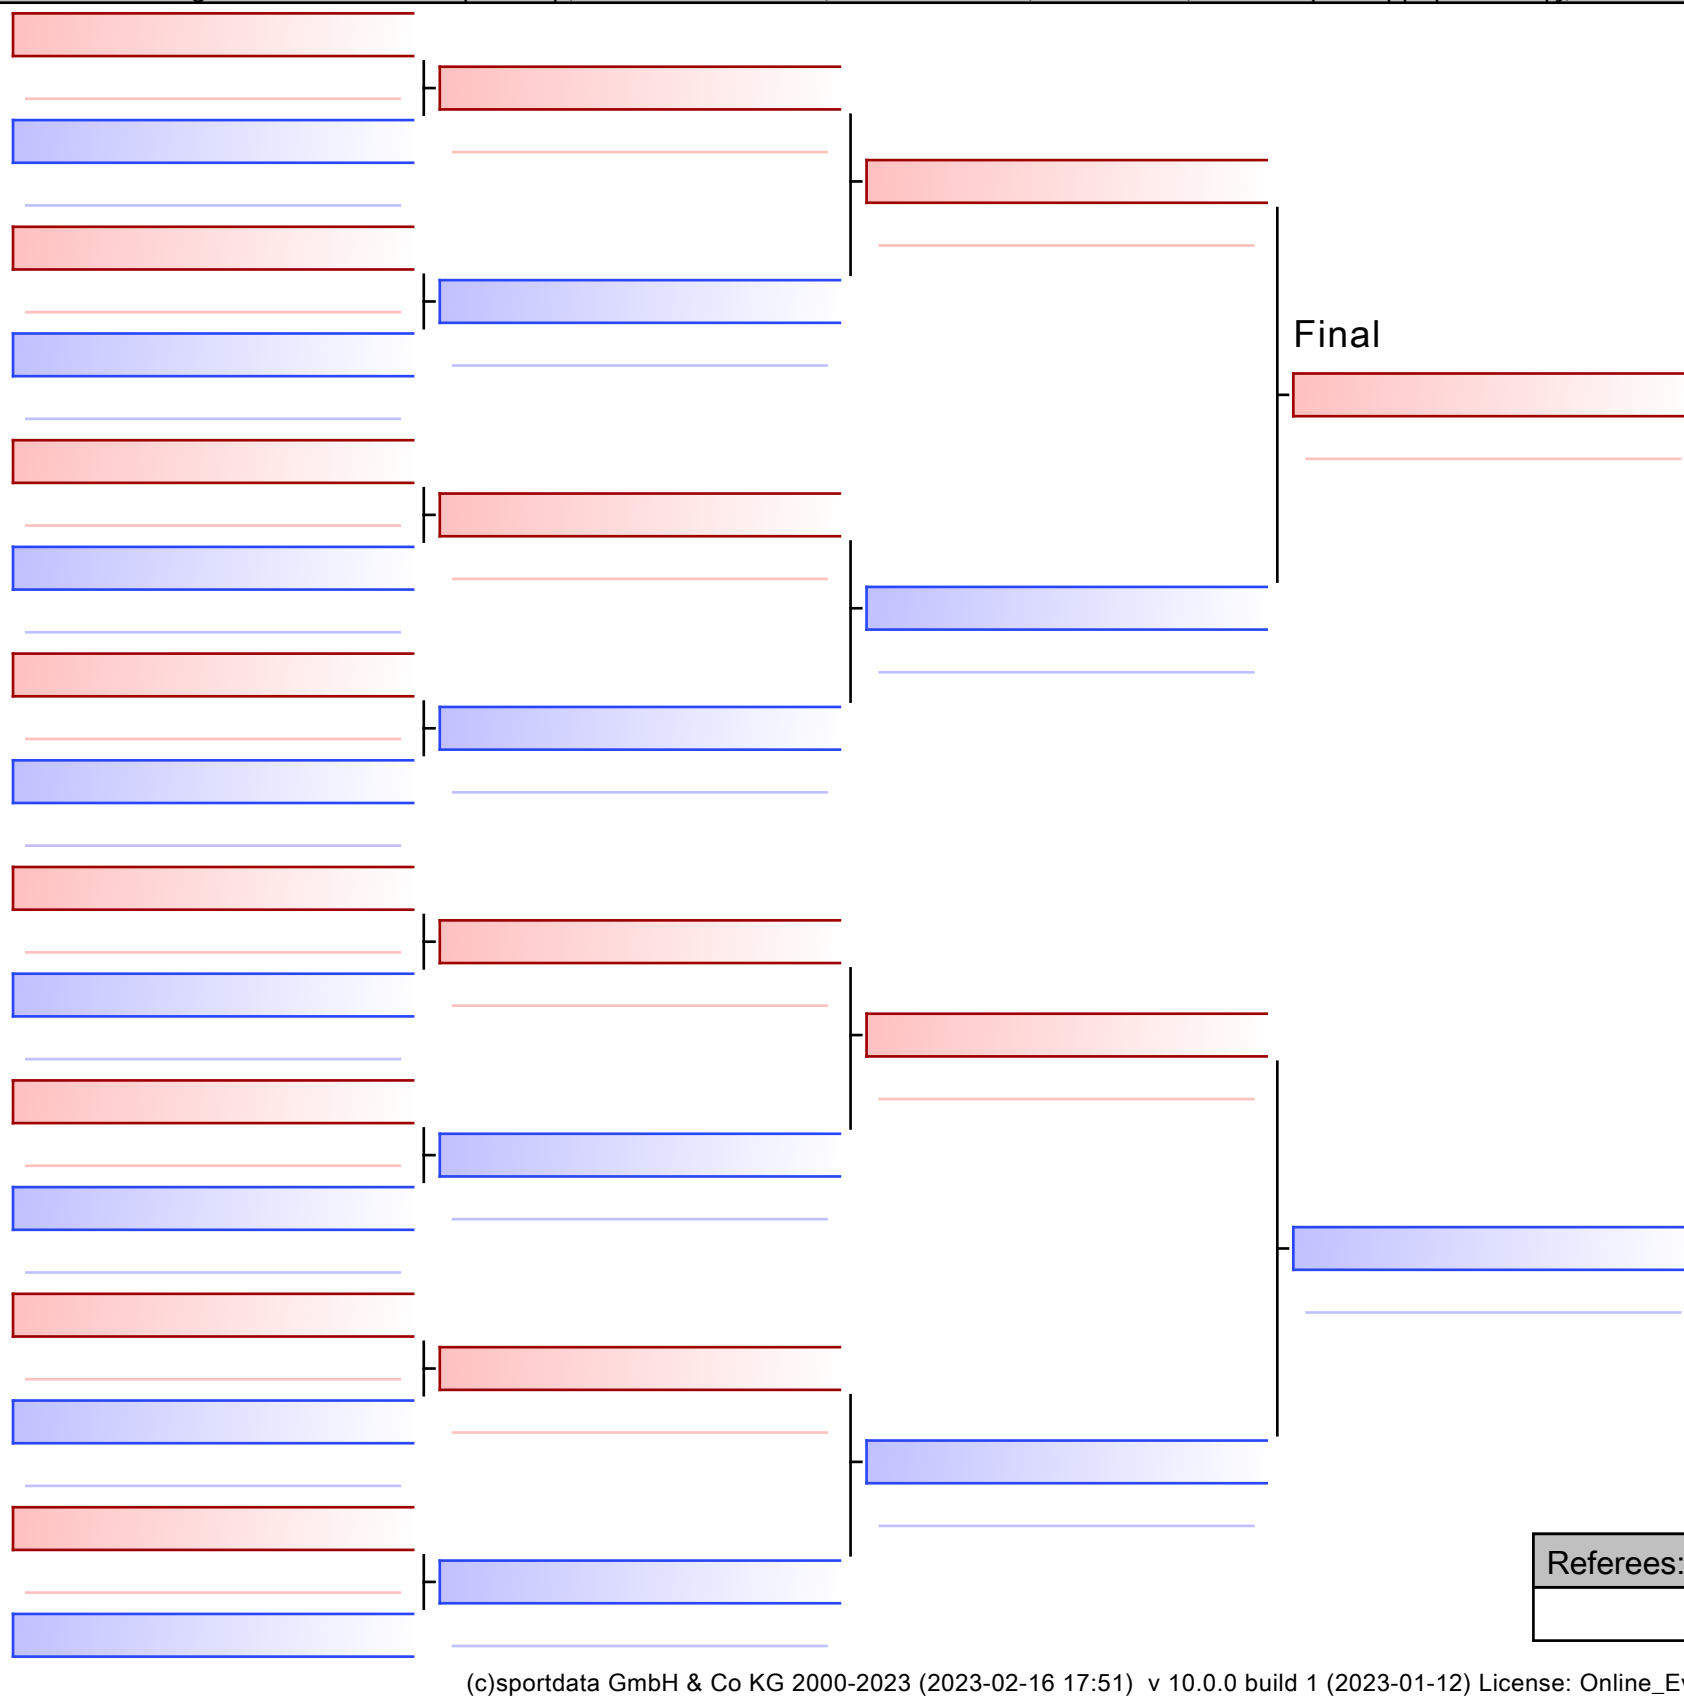 Final
Referees:
(c)sportdata GmbH & Co KG 2000-2023 (2023-02-16 17:51) v 10.0.0 build 1 (2023-01-12) License: Online_Ev